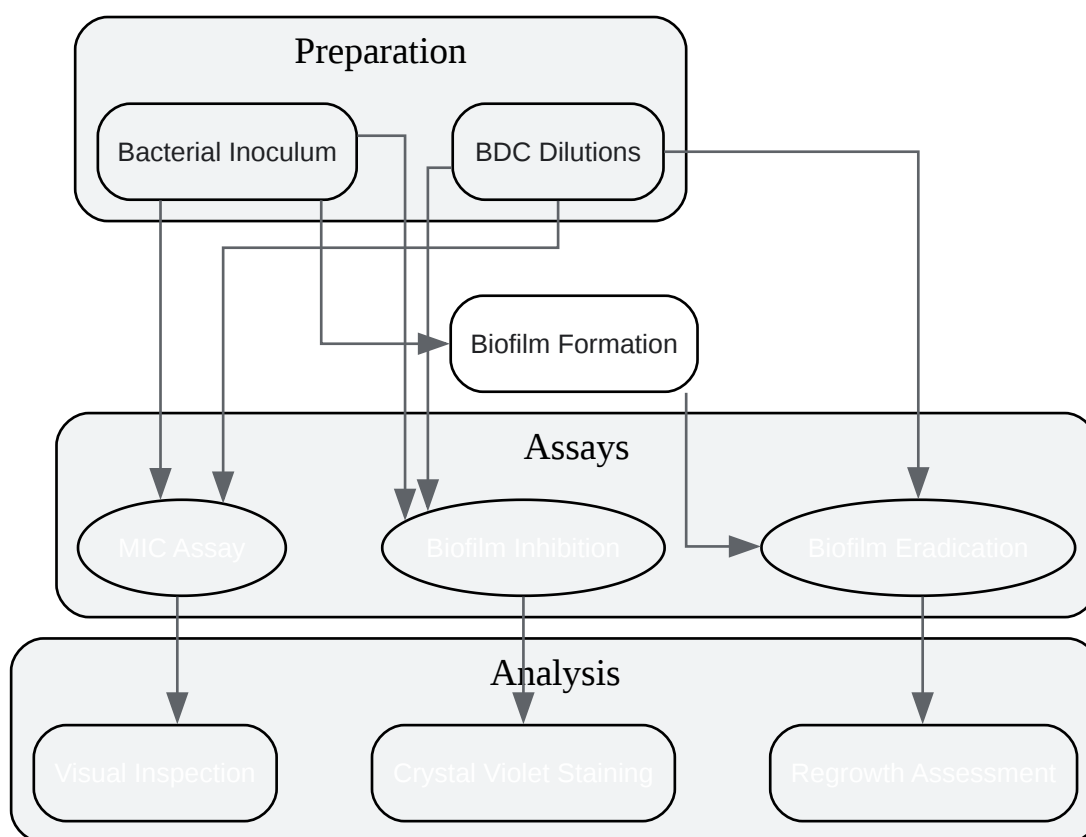 Preparation
Bacterial Inoculum
BDC Dilutions
Biofilm Formation
Assays
MIC Assay
Biofilm Inhibition
Biofilm Eradication
Analysis
Visual Inspection
Crystal Violet Staining
Regrowth Assessment